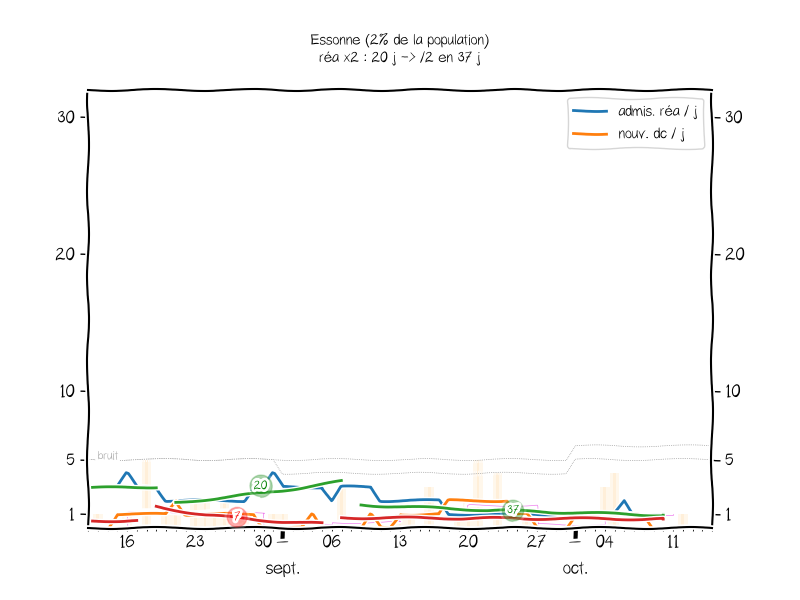 Essonne (2% de la population)
réa x2 : 20 j -> /2 en 37 j
admis. réa / j
nouv. dc / j
30
30
20
20
10
10
5
5
1
1
bruit
20
7
37
16 23 30 06 13 20 27 04 11
sept. oct.